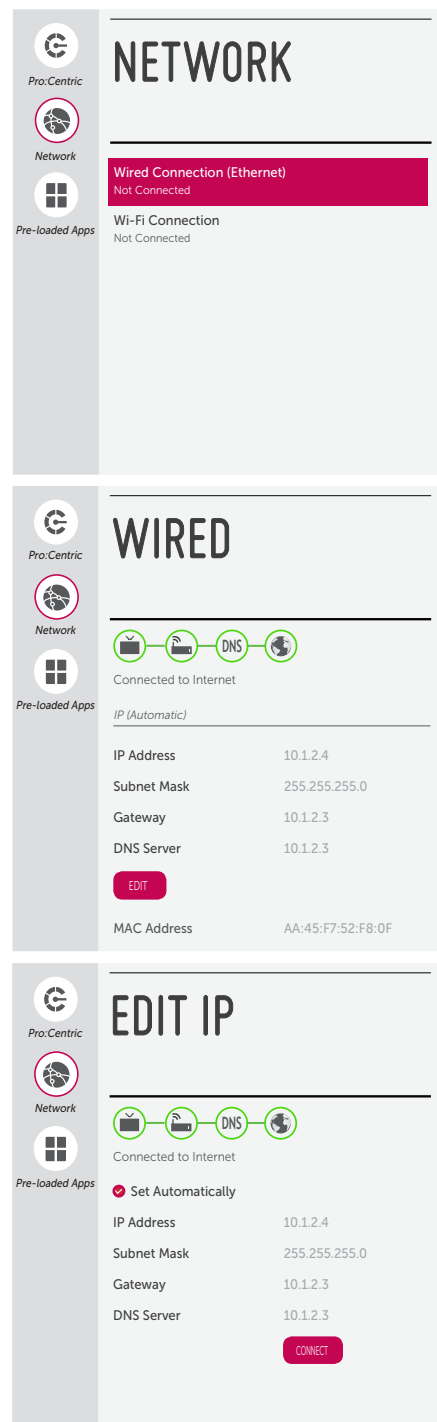 NETWORK
Pro:Centric
Network
Pre-loaded Apps
Wired Connection (Ethernet)
Not Connected
Wi-Fi Connection
Not Connected
WIRED
Pro:Centric
Network
Pre-loaded Apps
DNS
Connected to Internet
IP (Automatic)
IP Address 10.1.2.4
Subnet Mask 255.255.255.0
Gateway 10.1.2.3
DNS Server 10.1.2.3
EDIT
MAC Address AA:45:F7:52:F8:0F
EDIT IP
Pro:Centric
Network
Pre-loaded Apps
DNS
Connected to Internet
Set Automatically
IP Address 10.1.2.4
Subnet Mask 255.255.255.0
Gateway 10.1.2.3
DNS Server 10.1.2.3
CONNECT